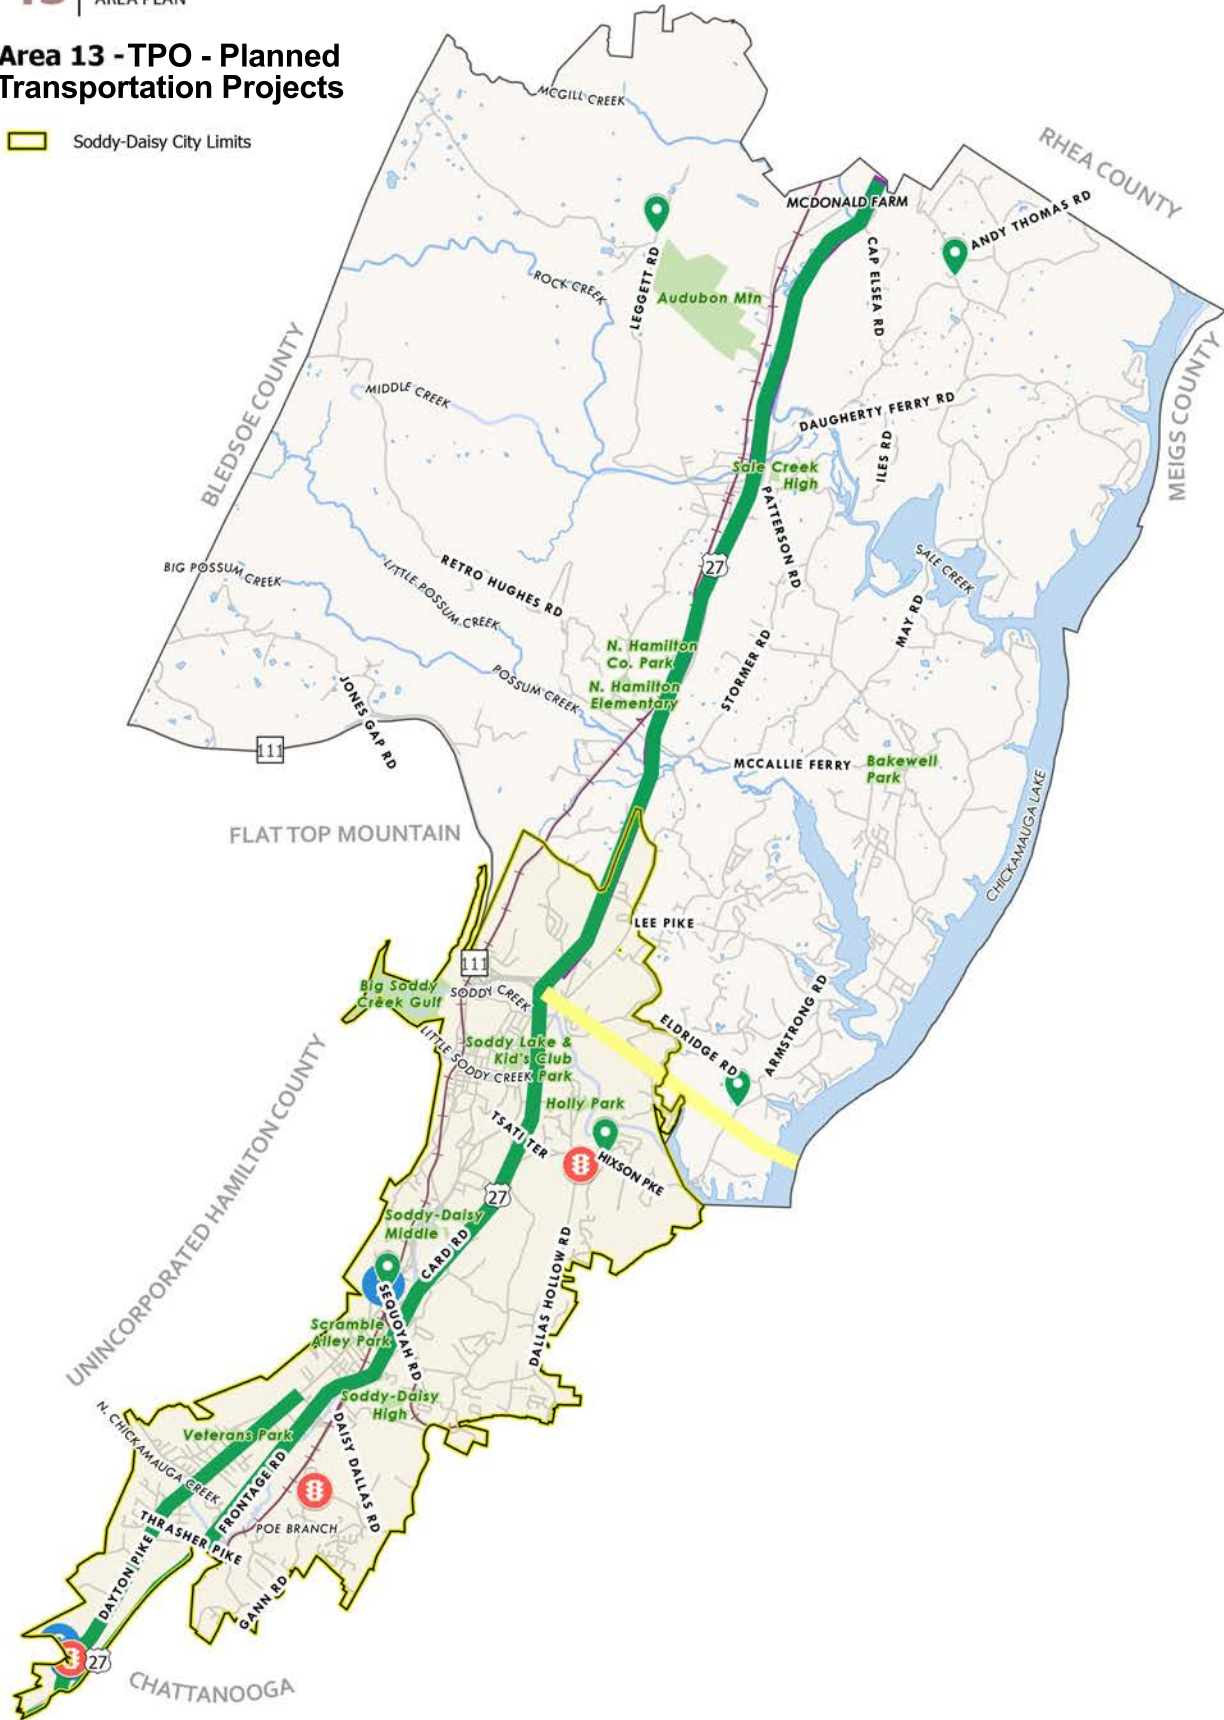 13
AREA PLAN
Area 13 - TPO - Planned
Transportation Projects
Soddy-Daisy City Limits
MCGILL CREEK
RHEA COUNTY
MCDONALD FARM
ANDY THOMAS RD
LEGGETT RD
CAP ELSEA RD
ROCK CREEK
Audubon Mtn
BLEDSOE COUNTY
MEIGS COUNTY
MIDDLE CREEK
DAUGHERTY FERRY RD
ILES RD
Sale Creek
High
PATTERSON RD
27
SALE CREEK
BIG POSSUM CREEK
LITTLE POSSUM CREEK
RETRO HUGHES RD
MAY RD
N. Hamilton
Co. Park
STORMER RD
N. Hamilton
Elementary
POSSUM CREEK
JONES GAP RD
111
MCCALLIE FERRY
Bakewell
Park
FLAT TOP MOUNTAIN
CHICKAMAUGA LAKE
LEE PIKE
111
Big Soddy
Creek Gulf
SODDY CREEK
ARMSTRONG RD
ELDRIDGE RD
Soddy Lake &
Kid's Club
Park
LITTLE SODDY CREEK
UNINCORPORATED HAMILTON COUNTY
Holly Park
TSATI TER
HIXSON PKE
27
Soddy-Daisy
Middle
CARD RD
DALLAS HOLLOW RD
SEQUOYAH RD
Scramble
Alley Park
Soddy-Daisy
High
N. CHICKAMAUGA CREEK
Veterans Park
DAISY DALLAS RD
FRONTAGE RD
THRASHER PIKE
POE BRANCH
DAYTON PIKE
GANN RD
27
CHATTANOOGA